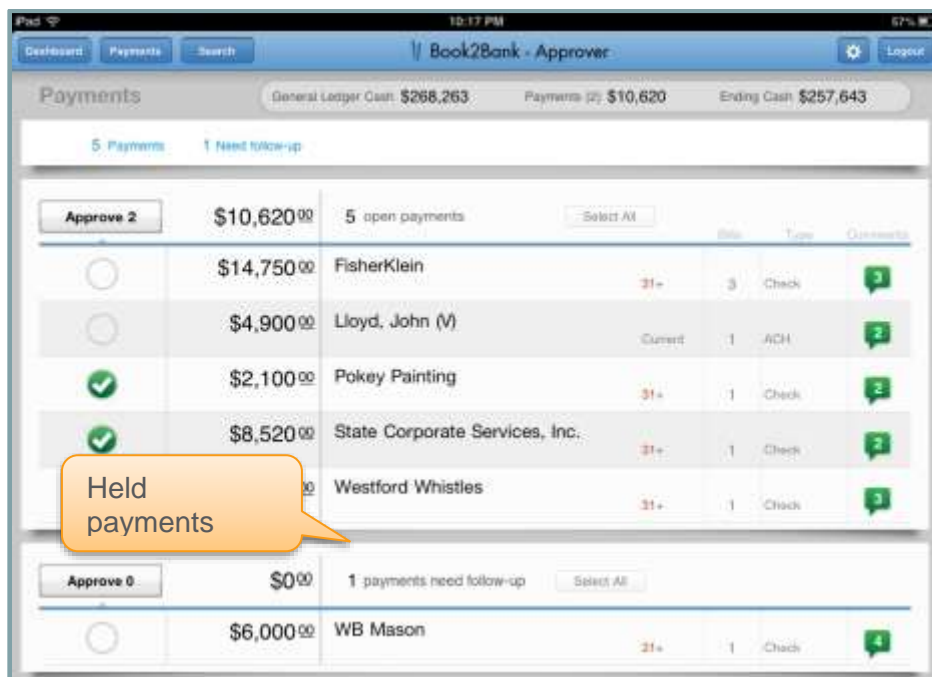 iPad 10:17 PM 67%
Dashboard Payments Search Book2Bank - Approver Logout
Payments General Ledger Cash $268,263 Payments (2) $10,620 Ending Cash $257,643
5 Payments 1 Need follow-up
Approve 2 $10,620.00 5 open payments Select All
Bills Type Comments
$14,750.00 FisherKlein 31+ 3 Check 3
$4,900.00 Lloyd, John (V) Current 1 ACH 2
$2,100.00 Pokey Painting 31+ 1 Check 2
$8,520.00 State Corporate Services, Inc. 31+ 1 Check 2
Held
payments
00 Westford Whistles 31+ 1 Check 3
Approve 0 $0.00 1 payments need follow-up Select All
$6,000.00 WB Mason 31+ 1 Check 4